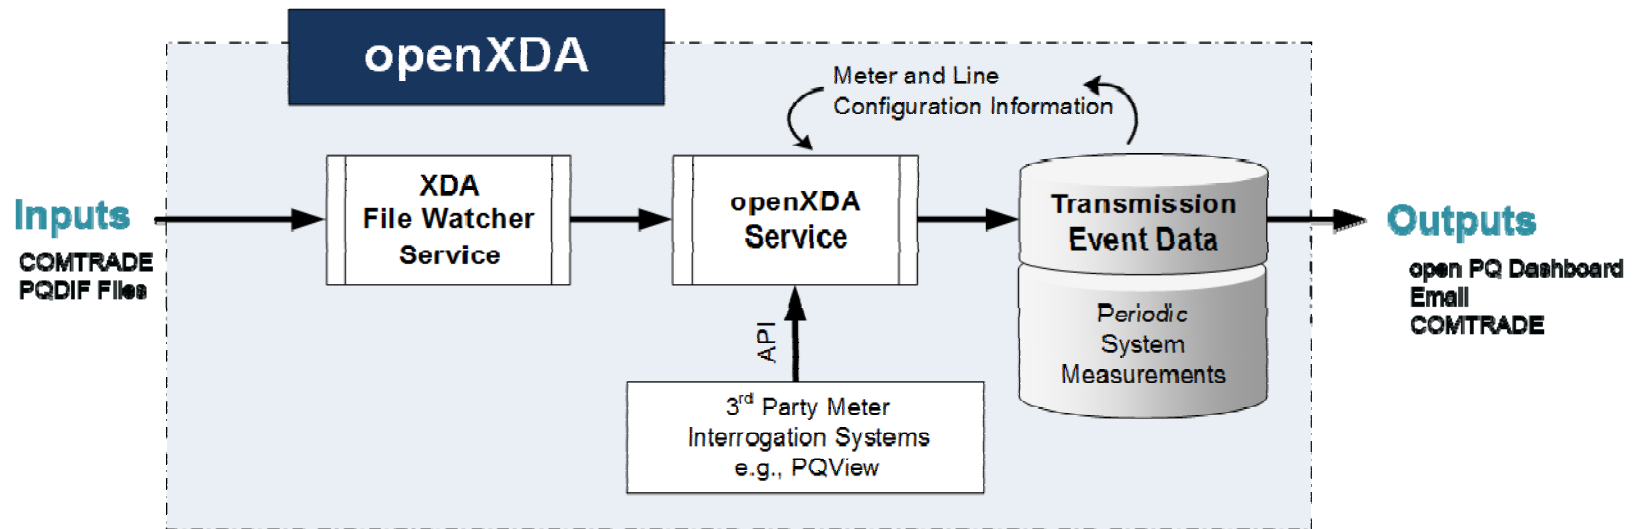 openXDA
Meter and Line
Configuration Information
Inputs
COMTRADE
PQDIF Files
XDA
File Watcher
Service
openXDA
Service
Transmission
Event Data
Periodic
System
Measurements
API
3rd Party Meter
Interrogation Systems
e.g., PQView
Outputs
open PQ Dashboard
Email
COMTRADE